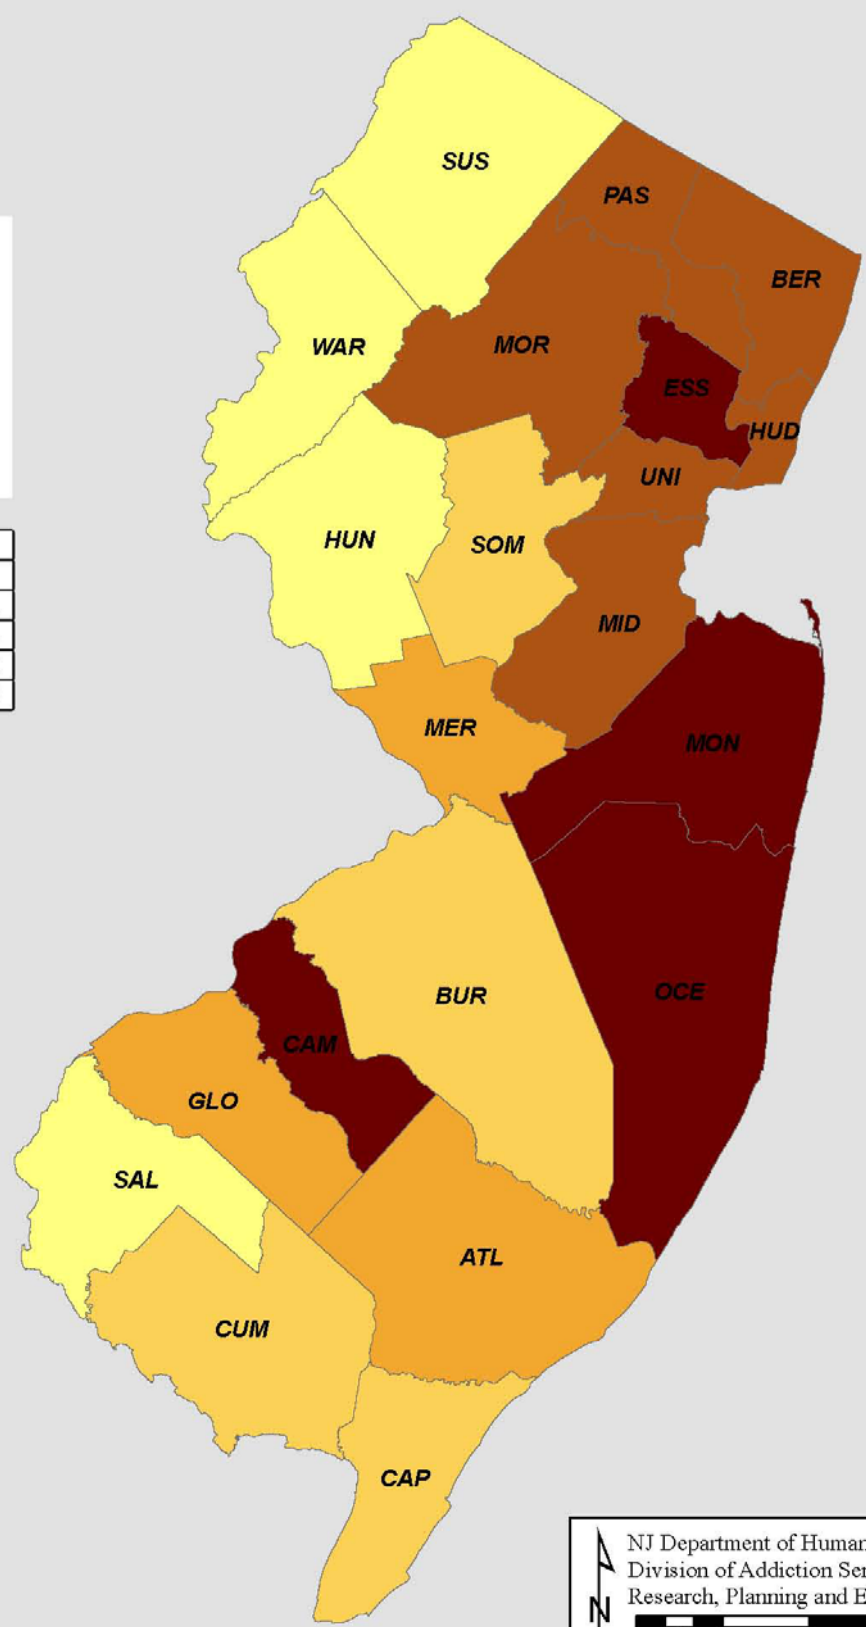 SUS
PAS
BER
WAR
MOR
ESS
HUD
UNI
HUN
SOM
MID
MER
MON
BUR
OCE
CAM
GLO
SAL
ATL
CUM
CAP
NJ Department of Human
Division of Addiction Ser
Research, Planning and E
N